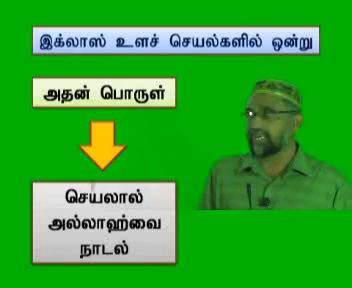 இக்லாஸ் உளச் செயல்களில் ஒன்று
அதன் பொருள்
செயலால்
அல்லாஹ்வை
நாடல்